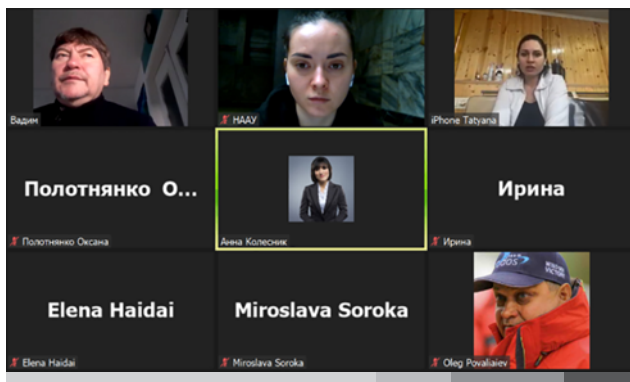 Вадим
НААУ
iPhone Tatyana
Полотнянко О...
Полотнянко Оксана
Анна Колесник
Ирина
Ирина
Elena Haidai
Elena Haidai
Miroslava Soroka
Miroslava Soroka
Oleg Povaliaiev